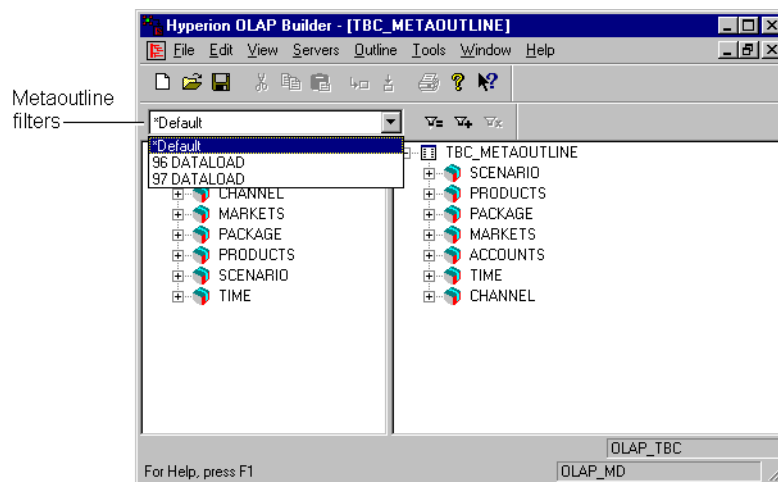 Hyperion OLAP Builder - [TBC_METAOUTLINE]
File Edit View Servers Outline Tools Window Help
Metaoutline
filters
*Default
*Default
96 DATALOAD
97 DATALOAD
CHANNEL
MARKETS
PACKAGE
PRODUCTS
SCENARIO
TIME
TBC_METAOUTLINE
SCENARIO
PRODUCTS
PACKAGE
MARKETS
ACCOUNTS
TIME
CHANNEL
OLAP_TBC
For Help, press F1
OLAP_MD